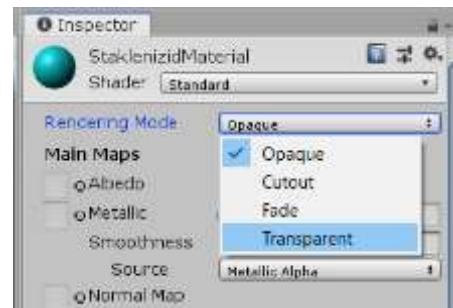 Inspector
StaklenizidMaterial
Shader Standard
Rendering Mode Opaque
Main Maps
Opaque
Albedo
Cutout
Metallic
Fade
Smoothness
Transparent
Source Metallic Alpha
Normal Map